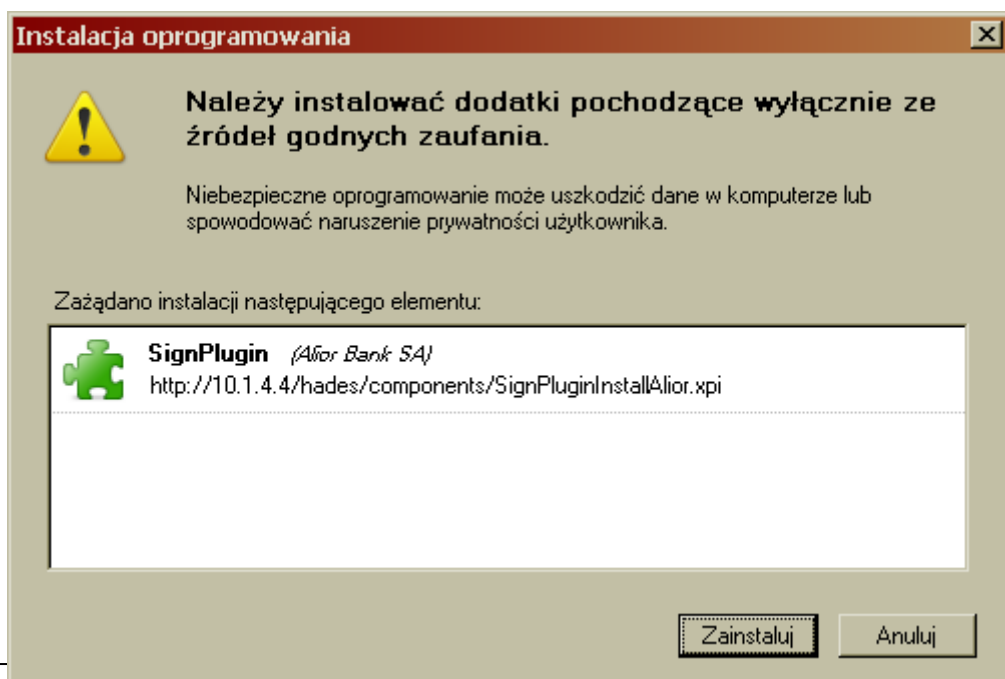 Instalacja oprogramowania
Należy instalować dodatki pochodzące wyłącznie ze
źródeł godnych zaufania.
Niebezpieczne oprogramowanie może uszkodzić dane w komputerze lub
spowodować naruszenie prywatności użytkownika.
Zażądano instalacji następującego elementu:
SignPlugin (Alior Bank SA)
http://10.1.4.4/hades/components/SignPluginInstallAlior.xpi
Zainstaluj Anuluj